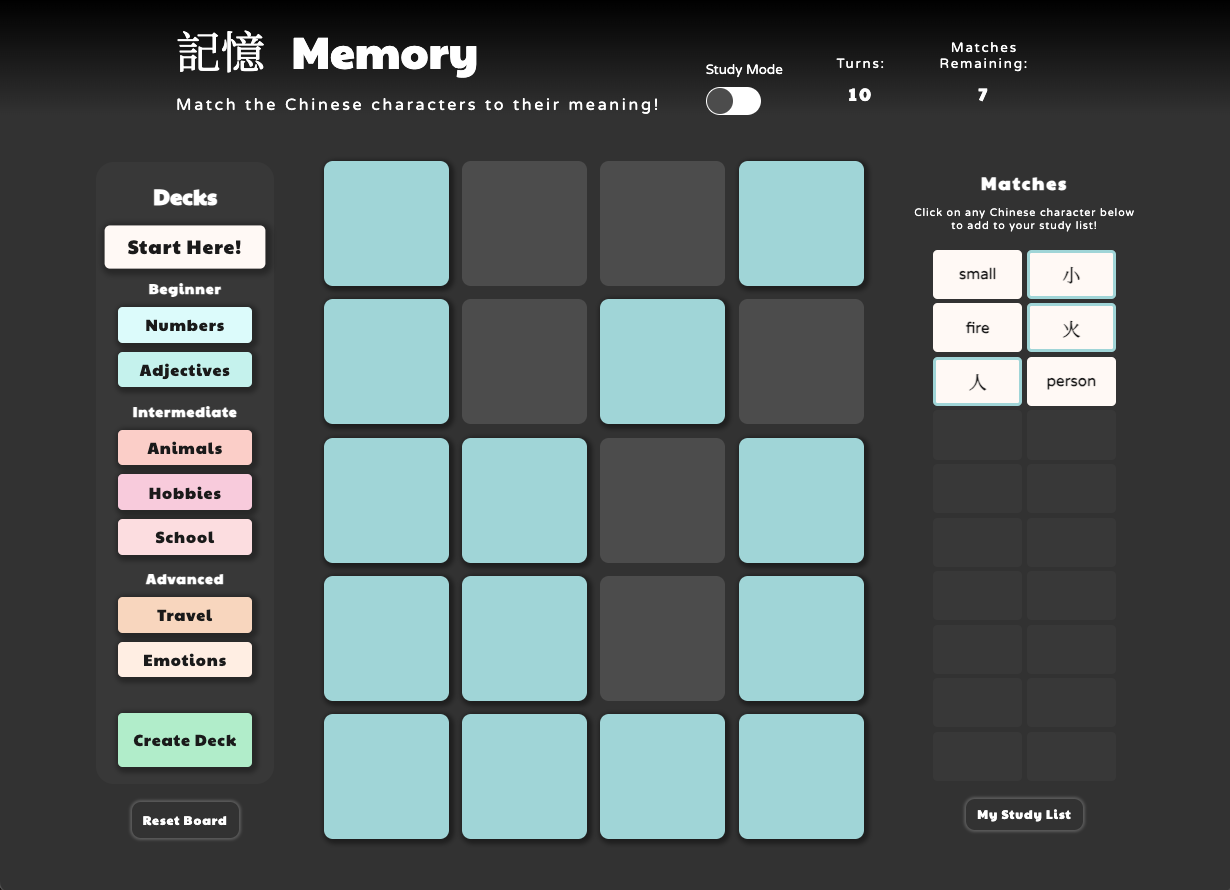 記憶 Memory
Match the Chinese characters to their meaning!
Study Mode
Turns:
10
Matches
Remaining:
7
Decks
Start Here!
Beginner
Numbers
Adjectives
Intermediate
Animals
Hobbies
School
Advanced
Travel
Emotions
Create Deck
Reset Board
Matches
Click on any Chinese character below
to add to your study list!
small 小
fire 火
人 person
My Study List